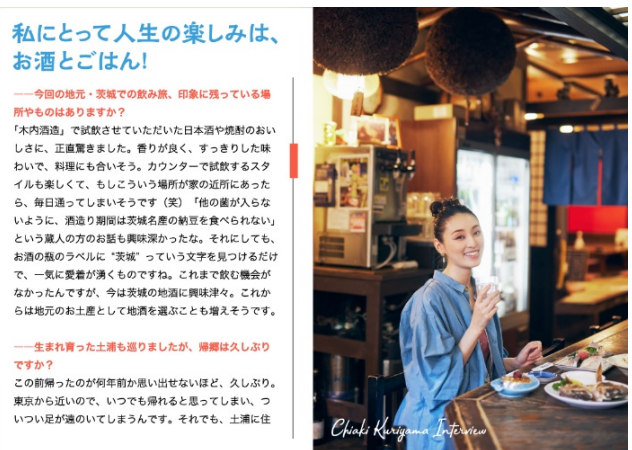 私にとって人生の楽しみは、
お酒とごはん!
──今回の地元・茨城での飲み旅、印象に残っている場
所やものはありますか?
「木内酒造」で試飲させていただいた日本酒や焼酎のおい
しさに、正直驚きました。香りが良く、すっきりした味
わいで、料理にも合いそう。カウンターで試飲するスタ
イルも楽しくて、もしこういう場所が家の近所にあった
ら、毎日通ってしまいそうです(笑)「他の菌が入らな
いように、酒造り期間は茨城名産の納豆を食べられない」
という蔵人の方のお話も興味深かったな。それにしても、
お酒の瓶のラベルに“茨城”っていう文字を見つけるだけ
で、一気に愛着が湧くものですね。これまで飲む機会が
なかったんですが、今は茨城の地酒に興味津々。これか
らは地元のお土産として地酒を選ぶことも増えそうです。
──生まれ育った土浦も巡りましたが、帰郷は久しぶり
ですか?
この前帰ったのが何年前か思い出せないほど、久しぶり。
東京から近いので、いつでも帰れると思ってしまい、つ
いつい足が遠のいてしまうんです。それでも、土浦に住
Chiaki Kuriyama Interview